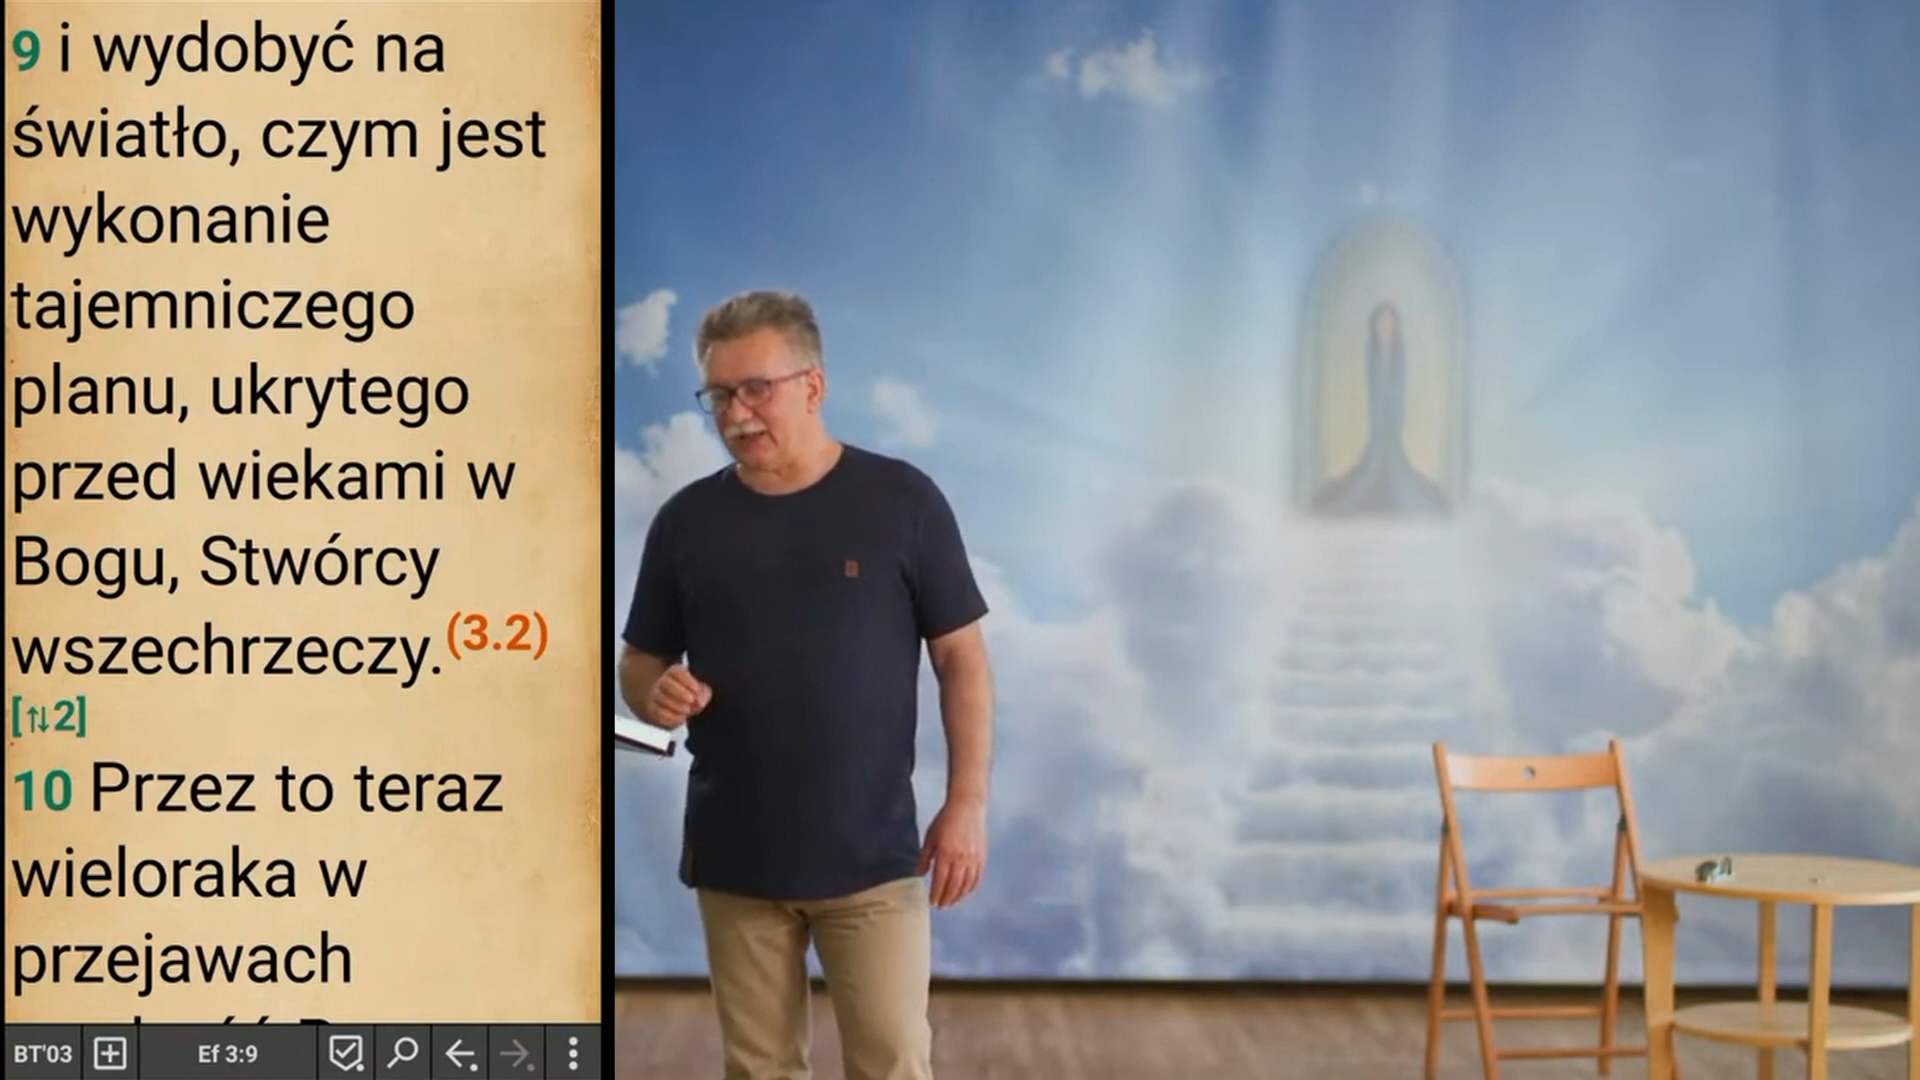 9 i wydobyć na
światło, czym jest
wykonanie
tajemniczego
planu, ukrytego
przed wiekami w
Bogu, Stwórcy
wszechrzeczy.(3.2)
[⇅2]
10 Przez to teraz
wieloraka w
przejawach
BT'03 Ef 3:9